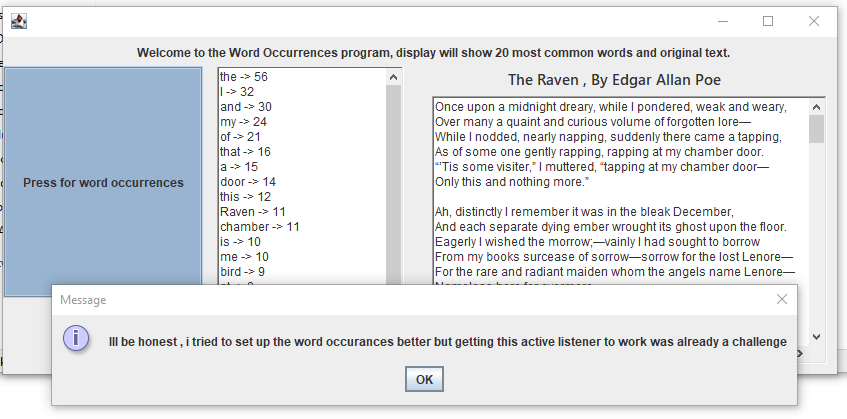 Welcome to the Word Occurrences program, display will show 20 most common words and original text.
Press for word occurrences
the -> 56
I -> 32
and -> 30
my -> 24
of -> 21
that -> 16
a -> 15
door -> 14
this -> 12
Raven -> 11
chamber -> 11
is -> 10
me -> 10
bird -> 9
The Raven , By Edgar Allan Poe
Once upon a midnight dreary, while I pondered, weak and weary,
Over many a quaint and curious volume of forgotten lore—
While I nodded, nearly napping, suddenly there came a tapping,
As of some one gently rapping, rapping at my chamber door.
“'Tis some visiter,” I muttered, “tapping at my chamber door—
Only this and nothing more.”
Ah, distinctly I remember it was in the bleak December,
And each separate dying ember wrought its ghost upon the floor.
Eagerly I wished the morrow;—vainly I had sought to borrow
From my books surcease of sorrow—sorrow for the lost Lenore—
For the rare and radiant maiden whom the angels name Lenore—
Message
Ill be honest , i tried to set up the word occurances better but getting this active listener to work was already a challenge
OK